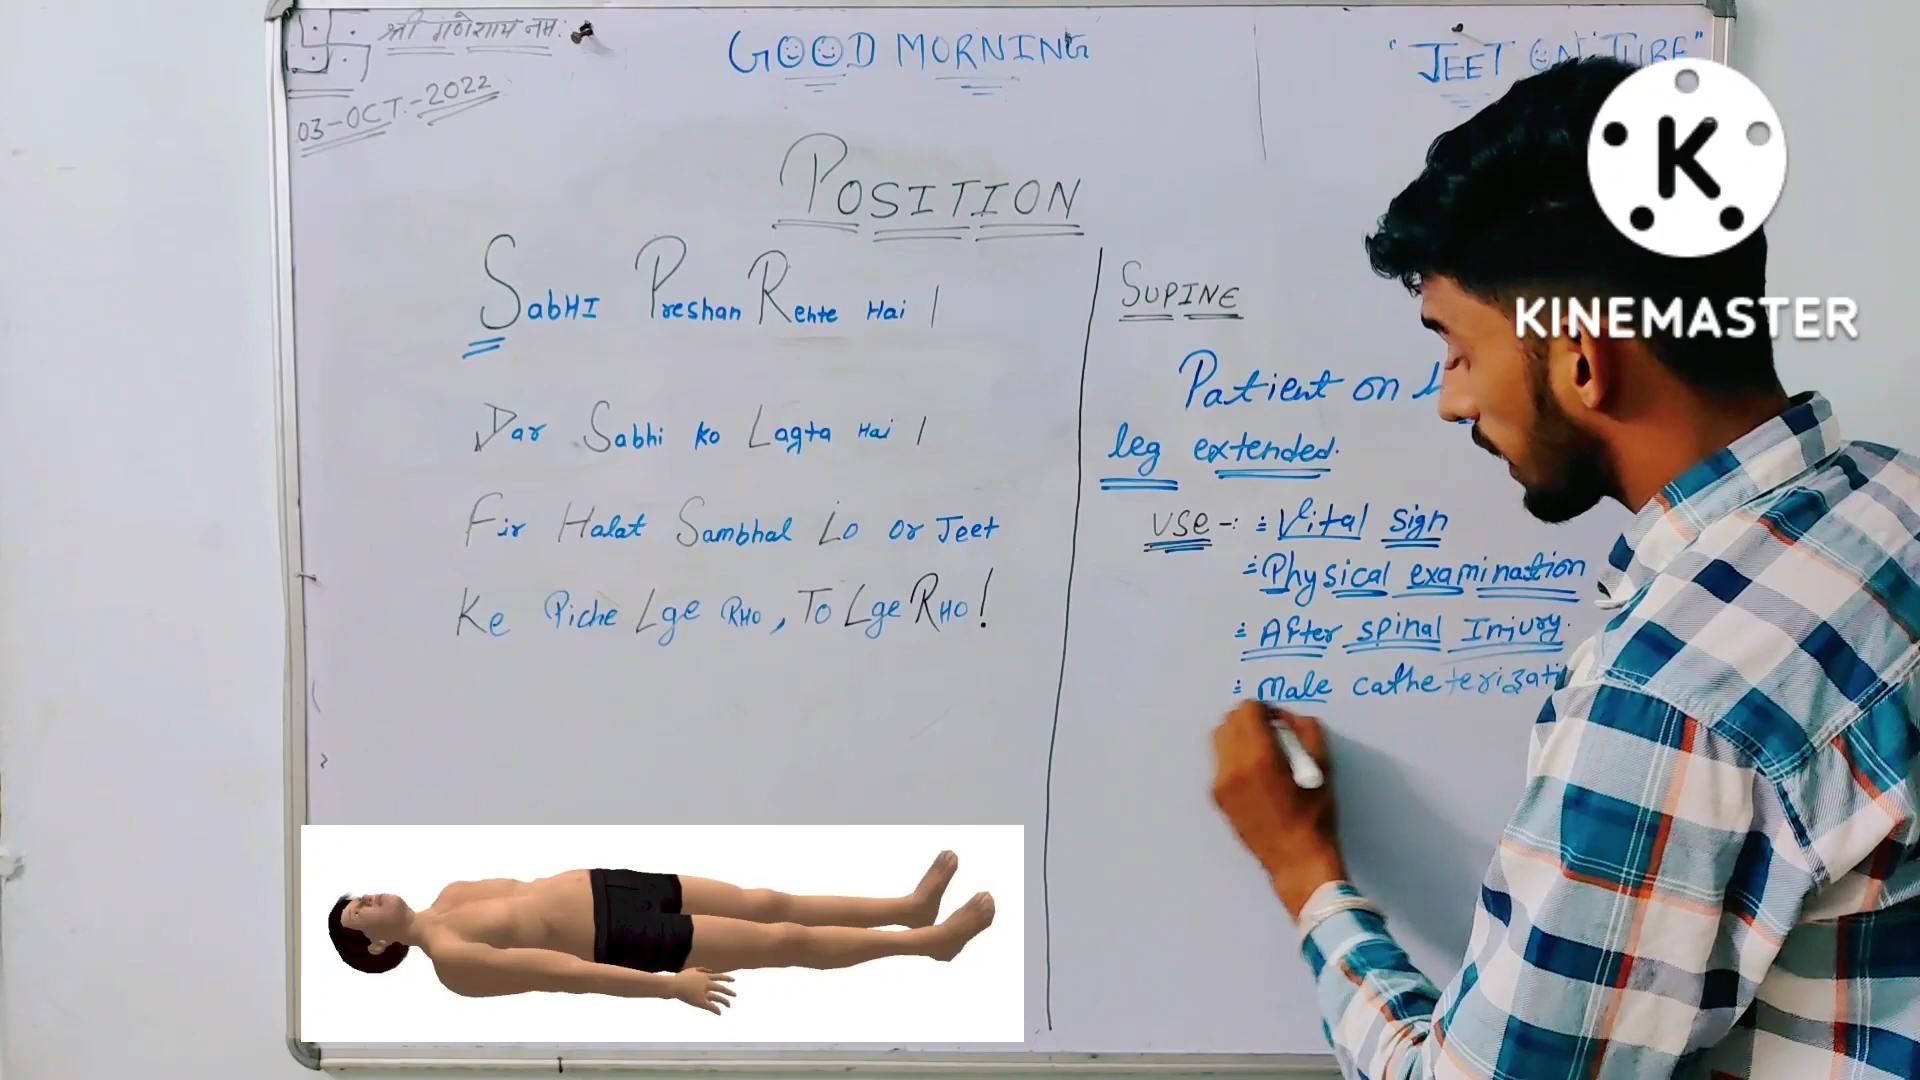 श्री गणेशाय नमः
03-OCT.-2022
GOOD MORNING
"JEET ON TUBE"
POSITION
SabHI Preshan Rehte Hai |
Dar Sabhi ko Lagta Hai |
Fir Halat Sambhal Lo or Jeet
Ke Piche Lge RHO, To Lge RHO!
SUPINE
Patient on
leg extended.
USE -: Vital sign
Physical examination
After spinal Injury.
Male catheterizati
K
KINEMASTER